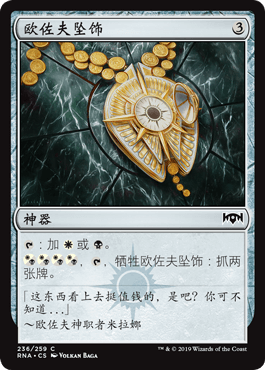 欧佐夫坠饰 3
神器
：加或。
，，牺牲欧佐夫坠饰：抓两
张牌。
「这东西看上去挺值钱的，是吧？你可不
知道…」
～欧佐夫神职者米拉娜
236/259 C
RNA • CS VOLKAN BAGA
™ & © 2019 Wizards of the Coast